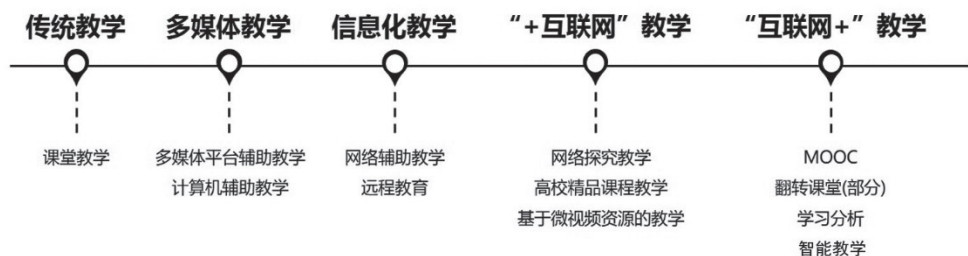 传统教学 多媒体教学 信息化教学 “+互联网” 教学 “互联网+” 教学
课堂教学 多媒体平台辅助教学 网络辅助教学 网络探究教学 MOOC
计算机辅助教学 远程教育 高校精品课程教学 翻转课堂(部分)
基于微视频资源的教学 学习分析
智能教学